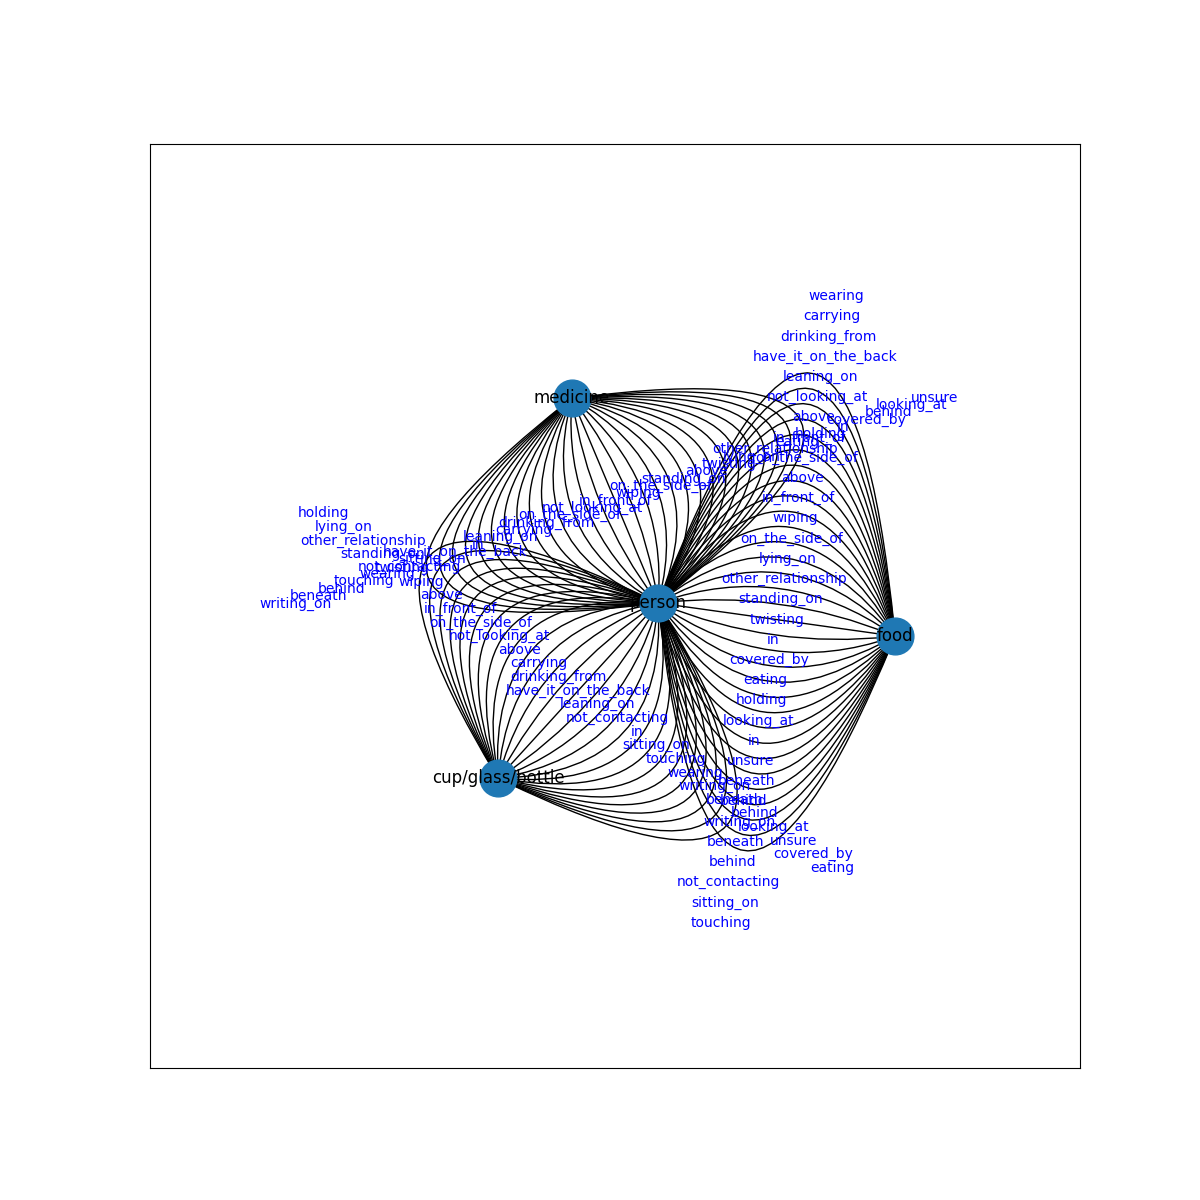 wearing
carrying
drinking_from
have_it_on_the_back
leaning_on
not_looking_at
unsure
looking_at
behind
covered_by
above
in
holding
in_front_of
eating
medicine
other_relationship
lying_on
on_the_side_of
twisting
above
above
standing_on
on_the_side_of
wiping
in_front_of
in_front_of
not_looking_at
on_the_side_of
wiping
drinking_from
carrying
leaning_on
on_the_side_of
in
have_it_on_the_back
sitting_on
lying_on
holding
lying_on
other_relationship
standing_on
not_contacting
twisting
wearing
touching
wiping
behind
beneath
writing_on
above
in_front_of
on_the_side_of
not_looking_at
above
carrying
drinking_from
have_it_on_the_back
leaning_on
not_contacting
in
sitting_on
touching
wearing
writing_on
beneath
behind
person
other_relationship
standing_on
twisting
in
food
covered_by
eating
holding
looking_at
in
unsure
beneath
cup/glass/bottle
behind
writing_on
looking_at
beneath
unsure
behind
covered_by
eating
not_contacting
sitting_on
touching